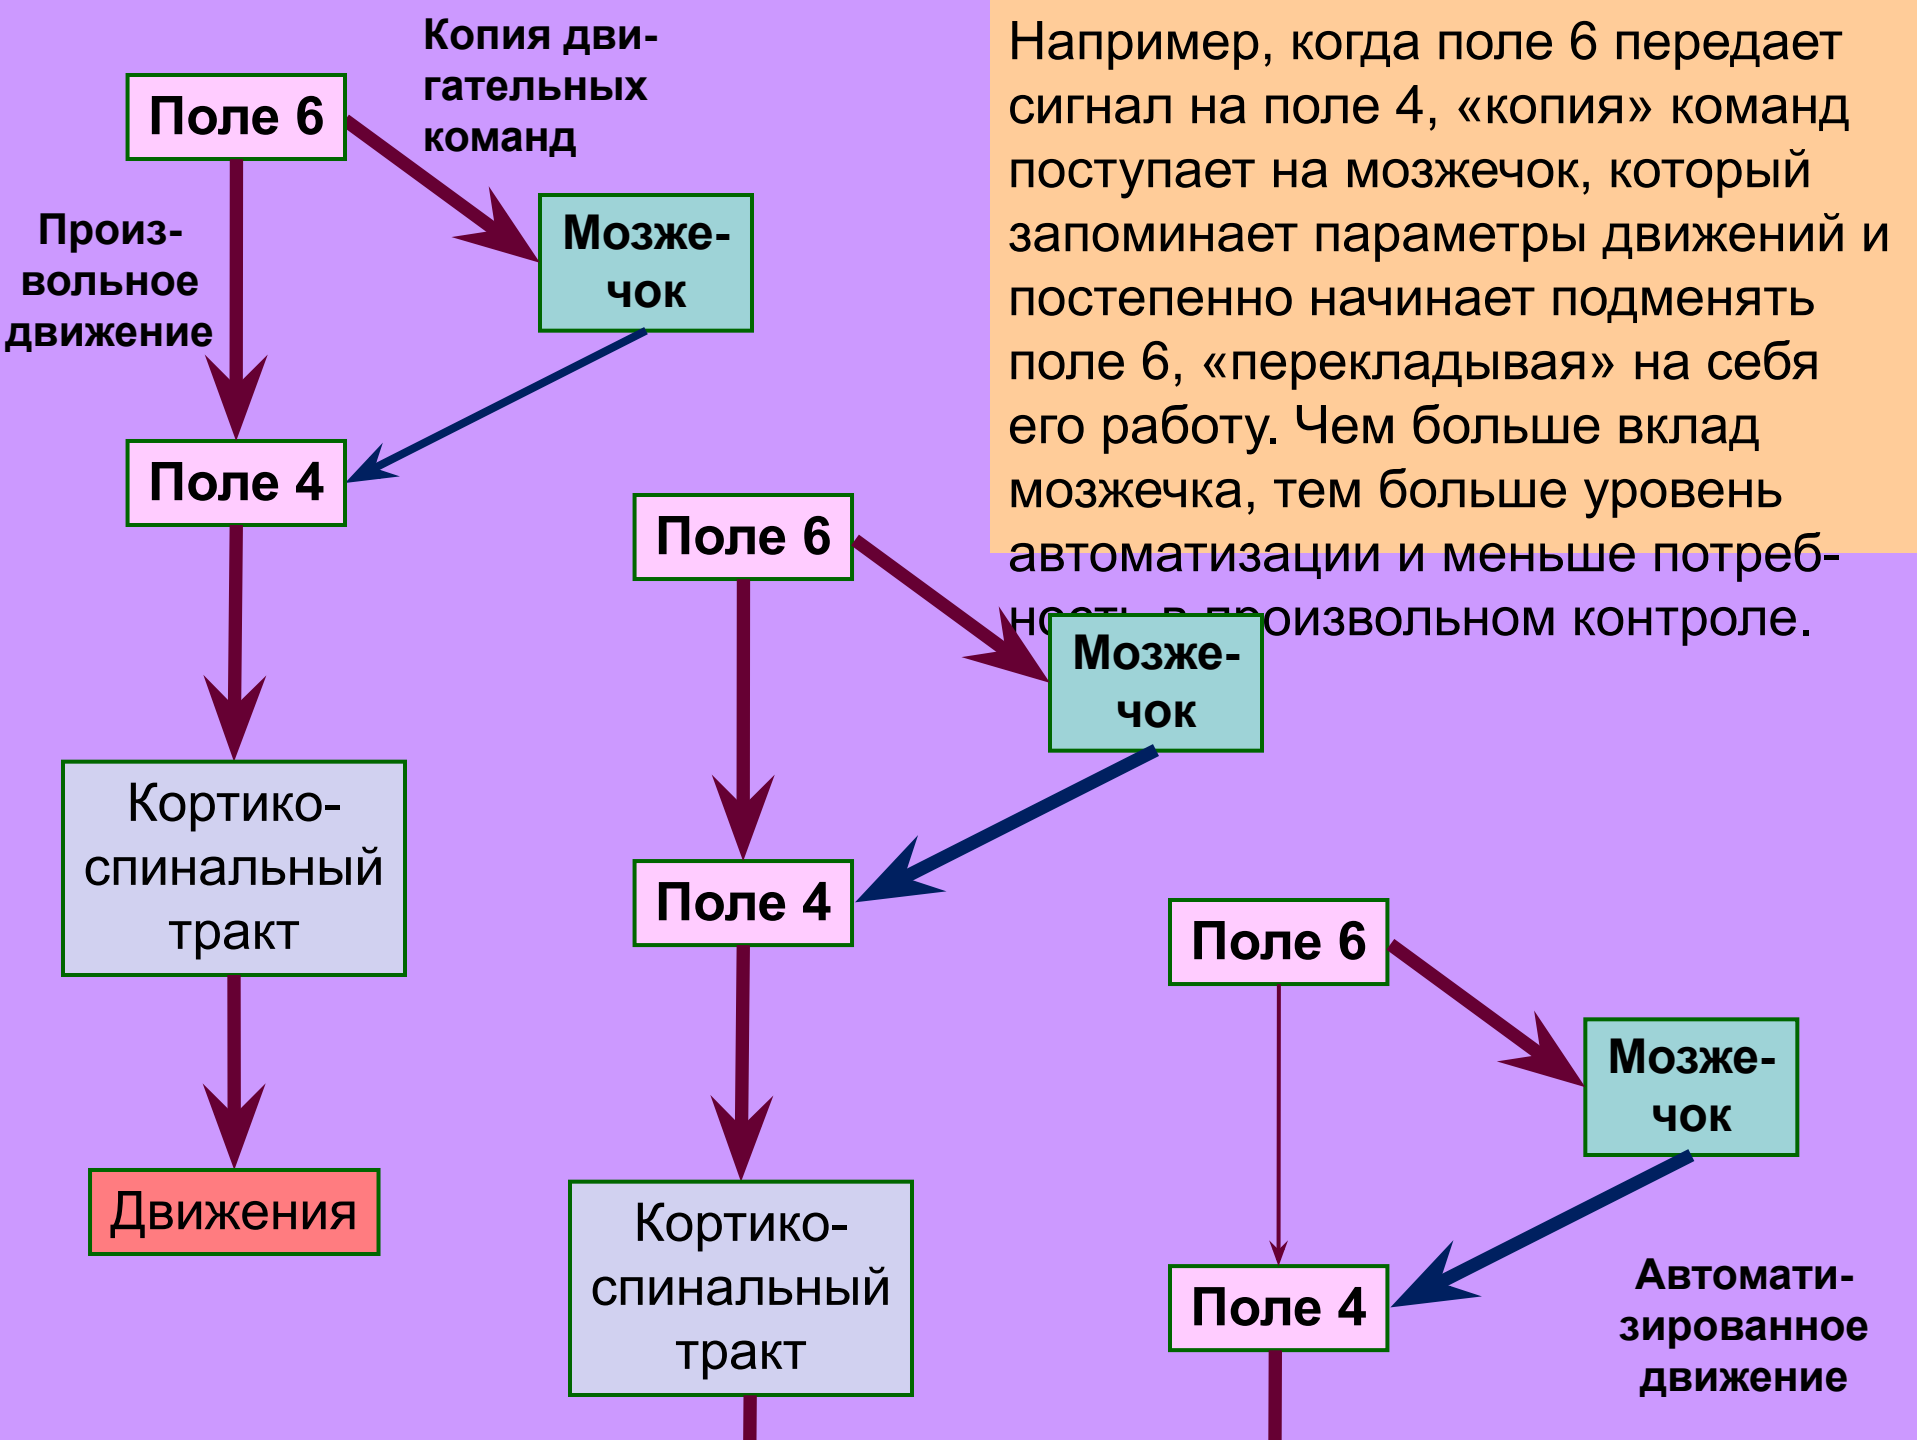 Копия дви-
гательных
команд
Поле 6
Произ-
вольное
движение
Мозже-
чок
Поле 4
Кортико-
спинальный
тракт
Движения
Например, когда поле 6 передает
сигнал на поле 4, «копия» команд
поступает на мозжечок, который
запоминает параметры движений и
постепенно начинает подменять
поле 6, «перекладывая» на себя
его работу. Чем больше вклад
мозжечка, тем больше уровень
автоматизации и меньше потреб-
ность в произвольном контроле.
Поле 6
Мозже-
чок
Поле 4
Кортико-
спинальный
тракт
Поле 6
Мозже-
чок
Поле 4
Автомати-
зированное
движение